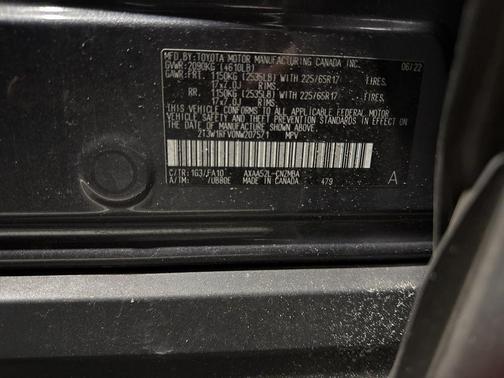 MFD.BY:TOYOTA MOTOR MANUFACTURING CANADA INC.
GVWR:2090KG (4610LB) 06/22
GAWR:FRT. 1150KG (2535LB) WITH 225/65R17 TIRES,
17x7.0J RIMS,
RR. 1150KG (2535LB) WITH 225/65R17 TIRES,
17x7.0J RIMS.
THIS VEHICLE CONFORMS TO ALL APPLICABLE FEDERAL MOTOR
VEHICLE SAFETY STANDARDS IN EFFECT ON THE DATE OF
MANUFACTURE SHOWN ABOVE.
2T3W1RFV0NW207571 MPV
C/TR:1G3/FA10 AXAA52L-CNZMBA
A/TM: /UB80E MADE IN CANADA 479 A